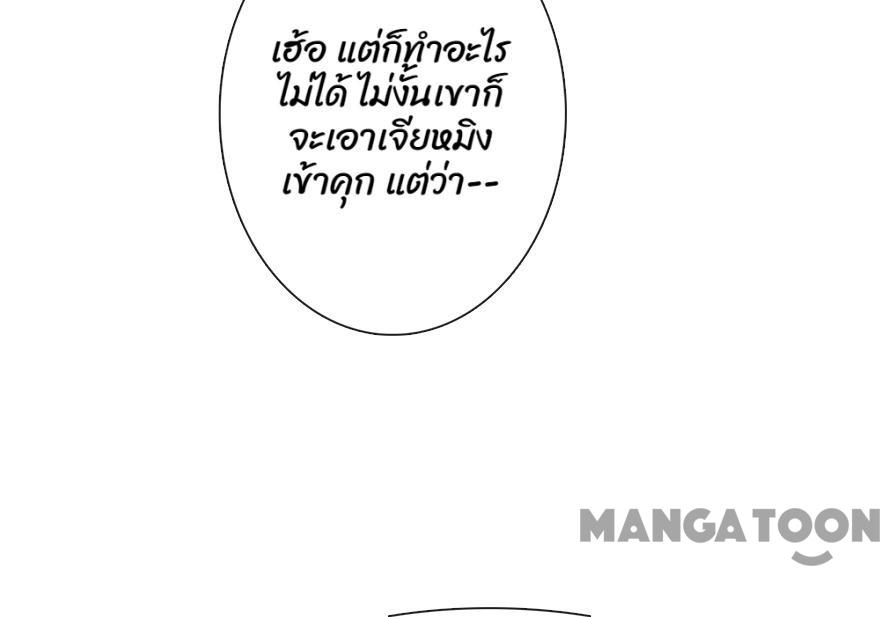 เฮ้อ แต่ก็ทำอะไร
ไม่ได้ ไม่งั้นเขาก็
จะเอาเจียหมิง
เข้าคุก แต่ว่า--
MANGATOON